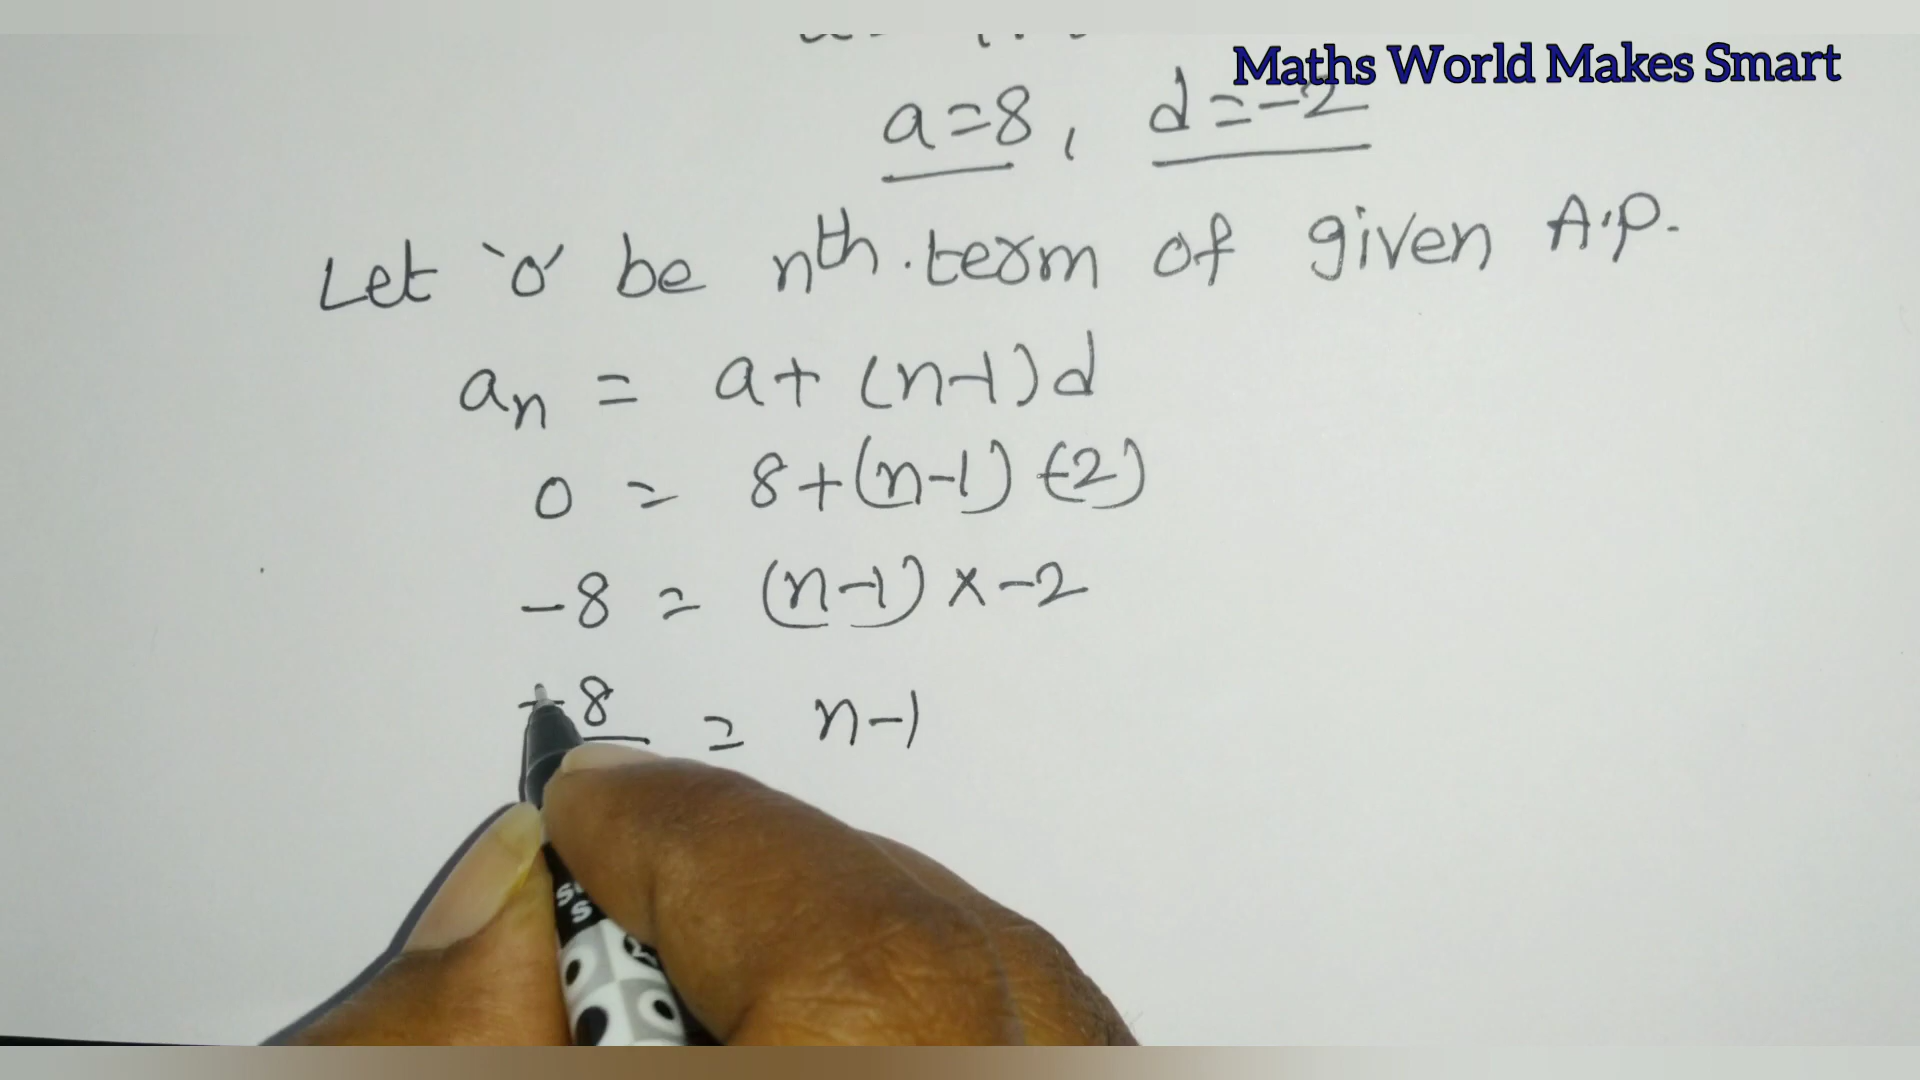 Maths World Makes Smart
a=8, d=-2
Let '0' be nth term of given A.P.
an = a+(n-1)d
0 = 8+(n-1)(-2)
-8 = (n-1)×-2
-8 = n-1